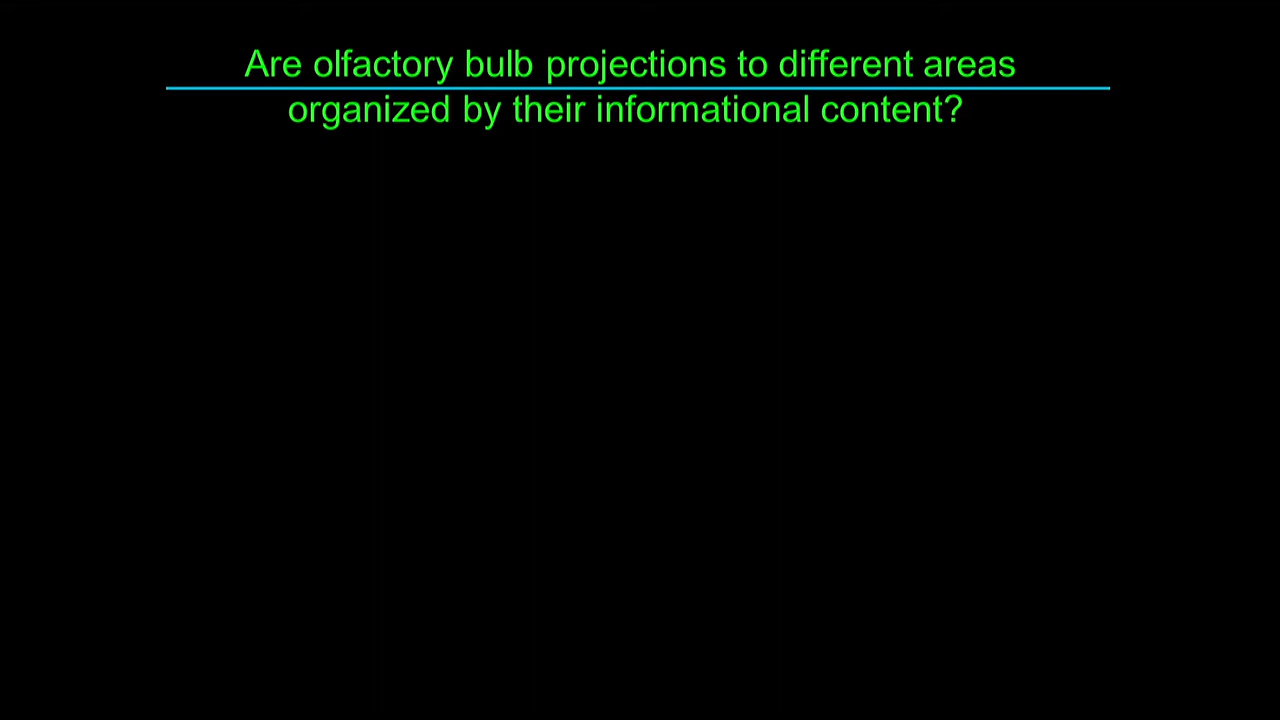 Are olfactory bulb projections to different areas
organized by their informational content?